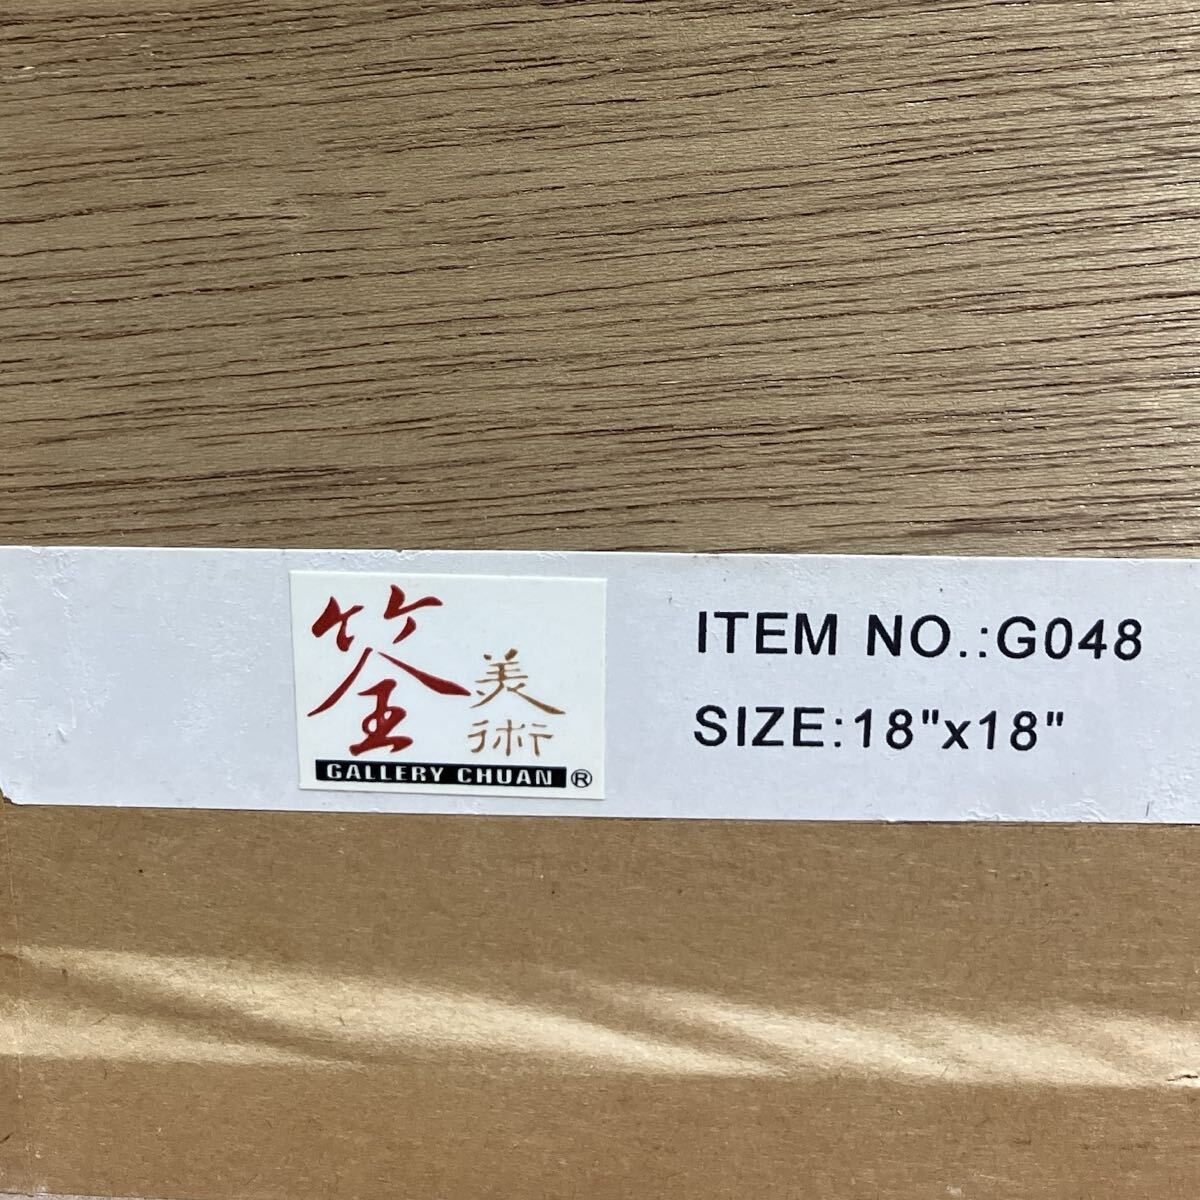 筌
美
術
GALLERY CHUAN ®
ITEM NO.:G048
SIZE:18"x18"